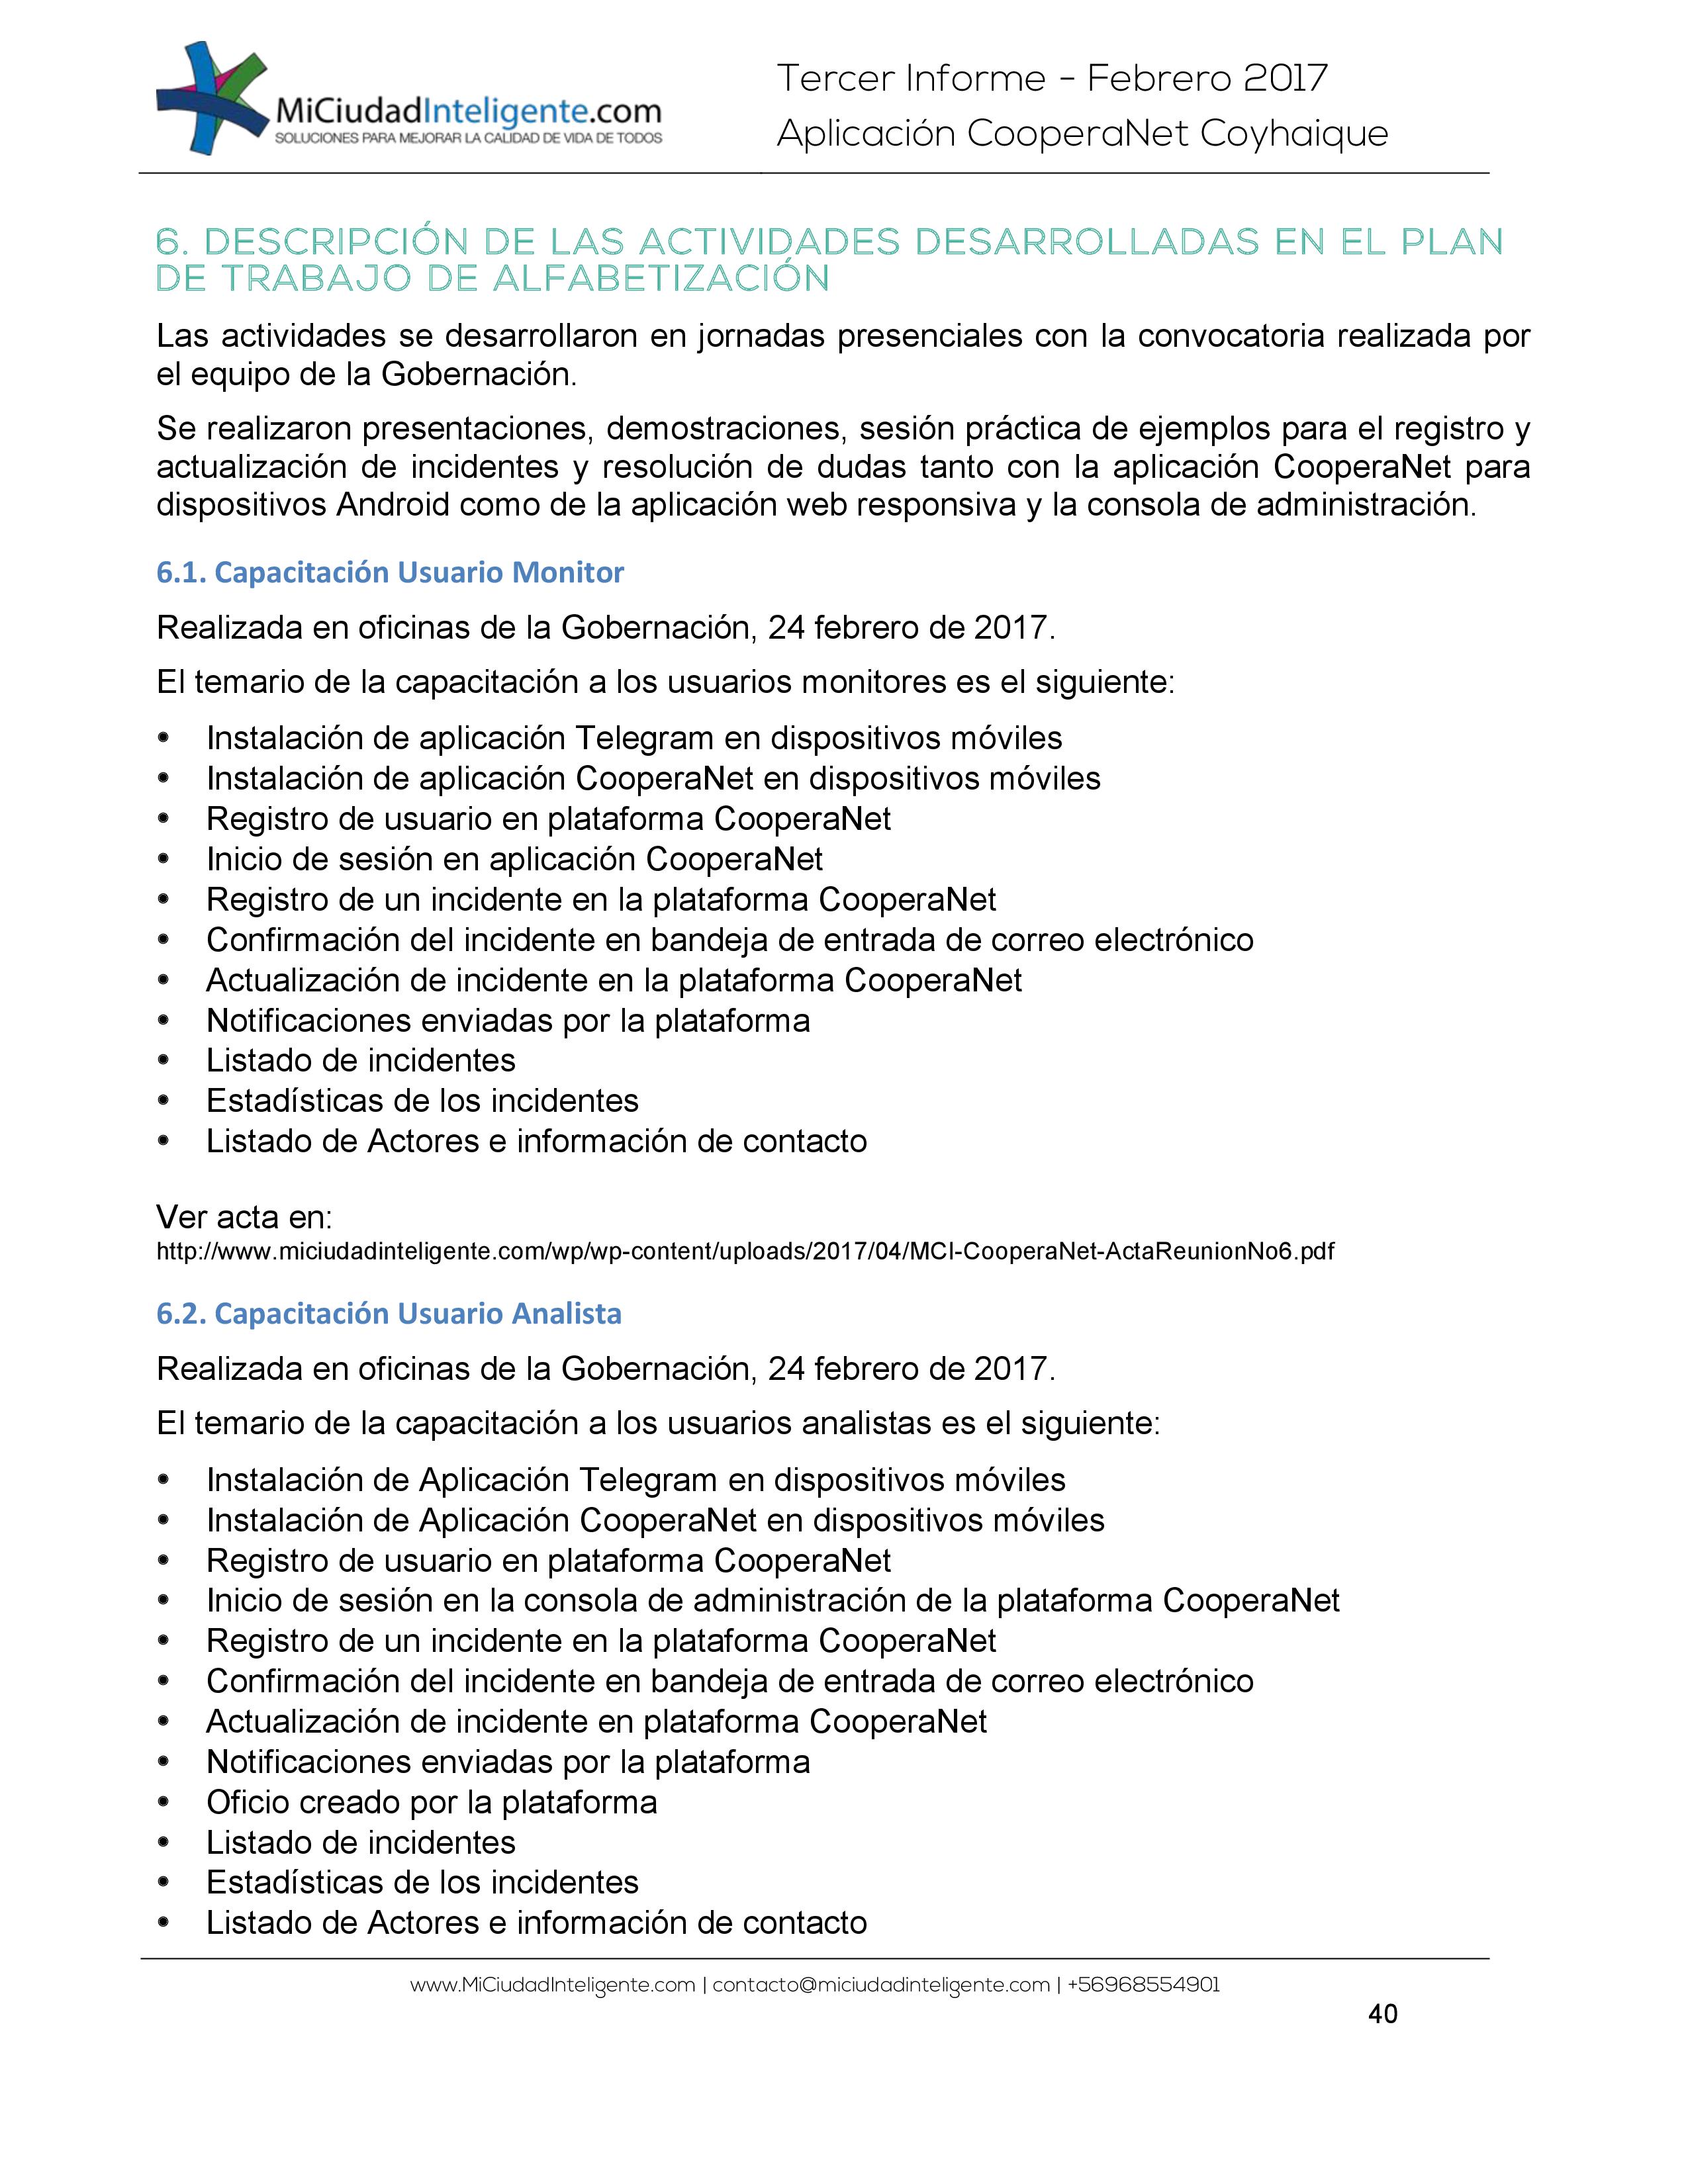 MiCiudadInteligente.com
SOLUCIONES PARA MEJORAR LA CALIDAD DE VIDA DE TODOS
Tercer Informe - Febrero 2017
Aplicación CooperaNet Coyhaique
6. DESCRIPCIÓN DE LAS ACTIVIDADES DESARROLLADAS EN EL PLAN
DE TRABAJO DE ALFABETIZACIÓN
Las actividades se desarrollaron en jornadas presenciales con la convocatoria realizada por
el equipo de la Gobernación.
Se realizaron presentaciones, demostraciones, sesión práctica de ejemplos para el registro y
actualización de incidentes y resolución de dudas tanto con la aplicación CooperaNet para
dispositivos Android como de la aplicación web responsiva y la consola de administración.
6.1. Capacitación Usuario Monitor
Realizada en oficinas de la Gobernación, 24 febrero de 2017.
El temario de la capacitación a los usuarios monitores es el siguiente:
• Instalación de aplicación Telegram en dispositivos móviles
• Instalación de aplicación CooperaNet en dispositivos móviles
• Registro de usuario en plataforma CooperaNet
• Inicio de sesión en aplicación CooperaNet
• Registro de un incidente en la plataforma CooperaNet
• Confirmación del incidente en bandeja de entrada de correo electrónico
• Actualización de incidente en la plataforma CooperaNet
• Notificaciones enviadas por la plataforma
• Listado de incidentes
• Estadísticas de los incidentes
• Listado de Actores e información de contacto
Ver acta en:
http://www.miciudadinteligente.com/wp/wp-content/uploads/2017/04/MCI-CooperaNet-ActaReunionNo6.pdf
6.2. Capacitación Usuario Analista
Realizada en oficinas de la Gobernación, 24 febrero de 2017.
El temario de la capacitación a los usuarios analistas es el siguiente:
• Instalación de Aplicación Telegram en dispositivos móviles
• Instalación de Aplicación CooperaNet en dispositivos móviles
• Registro de usuario en plataforma CooperaNet
• Inicio de sesión en la consola de administración de la plataforma CooperaNet
• Registro de un incidente en la plataforma CooperaNet
• Confirmación del incidente en bandeja de entrada de correo electrónico
• Actualización de incidente en plataforma CooperaNet
• Notificaciones enviadas por la plataforma
• Oficio creado por la plataforma
• Listado de incidentes
• Estadísticas de los incidentes
• Listado de Actores e información de contacto
www.MiCiudadInteligente.com | contacto@miciudadinteligente.com | +56968554901
40